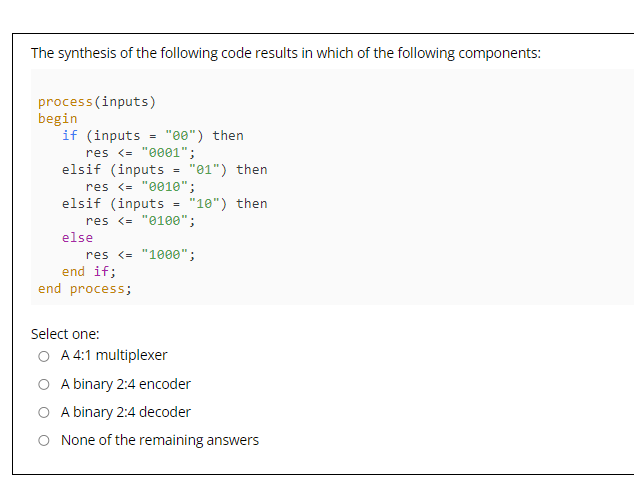 The synthesis of the following code results in which of the following components:
process(inputs)
begin
if (inputs = "00") then
res <= "0001";
elsif (inputs = "01") then
res <= "0010";
elsif (inputs = "10") then
res <= "0100";
else
res <= "1000";
end if;
end process;
Select one:
A 4:1 multiplexer
A binary 2:4 encoder
A binary 2:4 decoder
None of the remaining answers